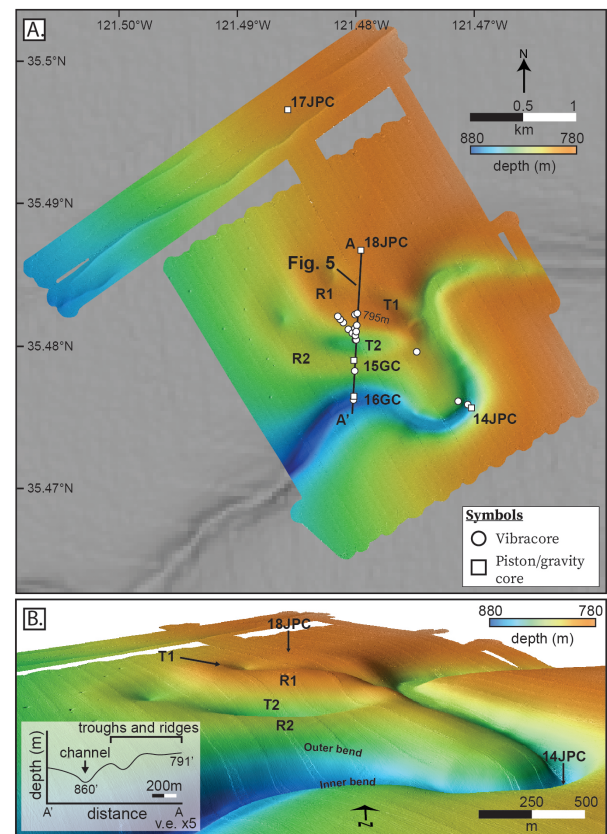 A.
121.50°W 121.49°W 121.48°W 121.47°W
35.5°N
35.49°N
35.48°N
35.47°N
N
0.5 1
km
880 780
depth (m)
17JPC
A 18JPC
Fig. 5
R1
T1
795m
T2
R2
15GC
16GC
A'
14JPC
Symbols
Vibracore
Piston/gravity
core
B.
880 780
depth (m)
18JPC
T1
R1
T2
R2
Outer bend
Inner bend
14JPC
troughs and ridges
channel
791'
860'
200m
depth (m)
A' distance A
v.e. x5
N
250 500
m